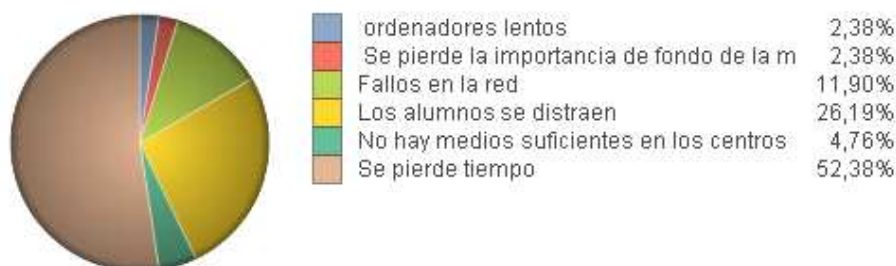 ordenadores lentos 2,38%
Se pierde la importancia de fondo de la m 2,38%
Fallos en la red 11,90%
Los alumnos se distraen 26,19%
No hay medios suficientes en los centros 4,76%
Se pierde tiempo 52,38%